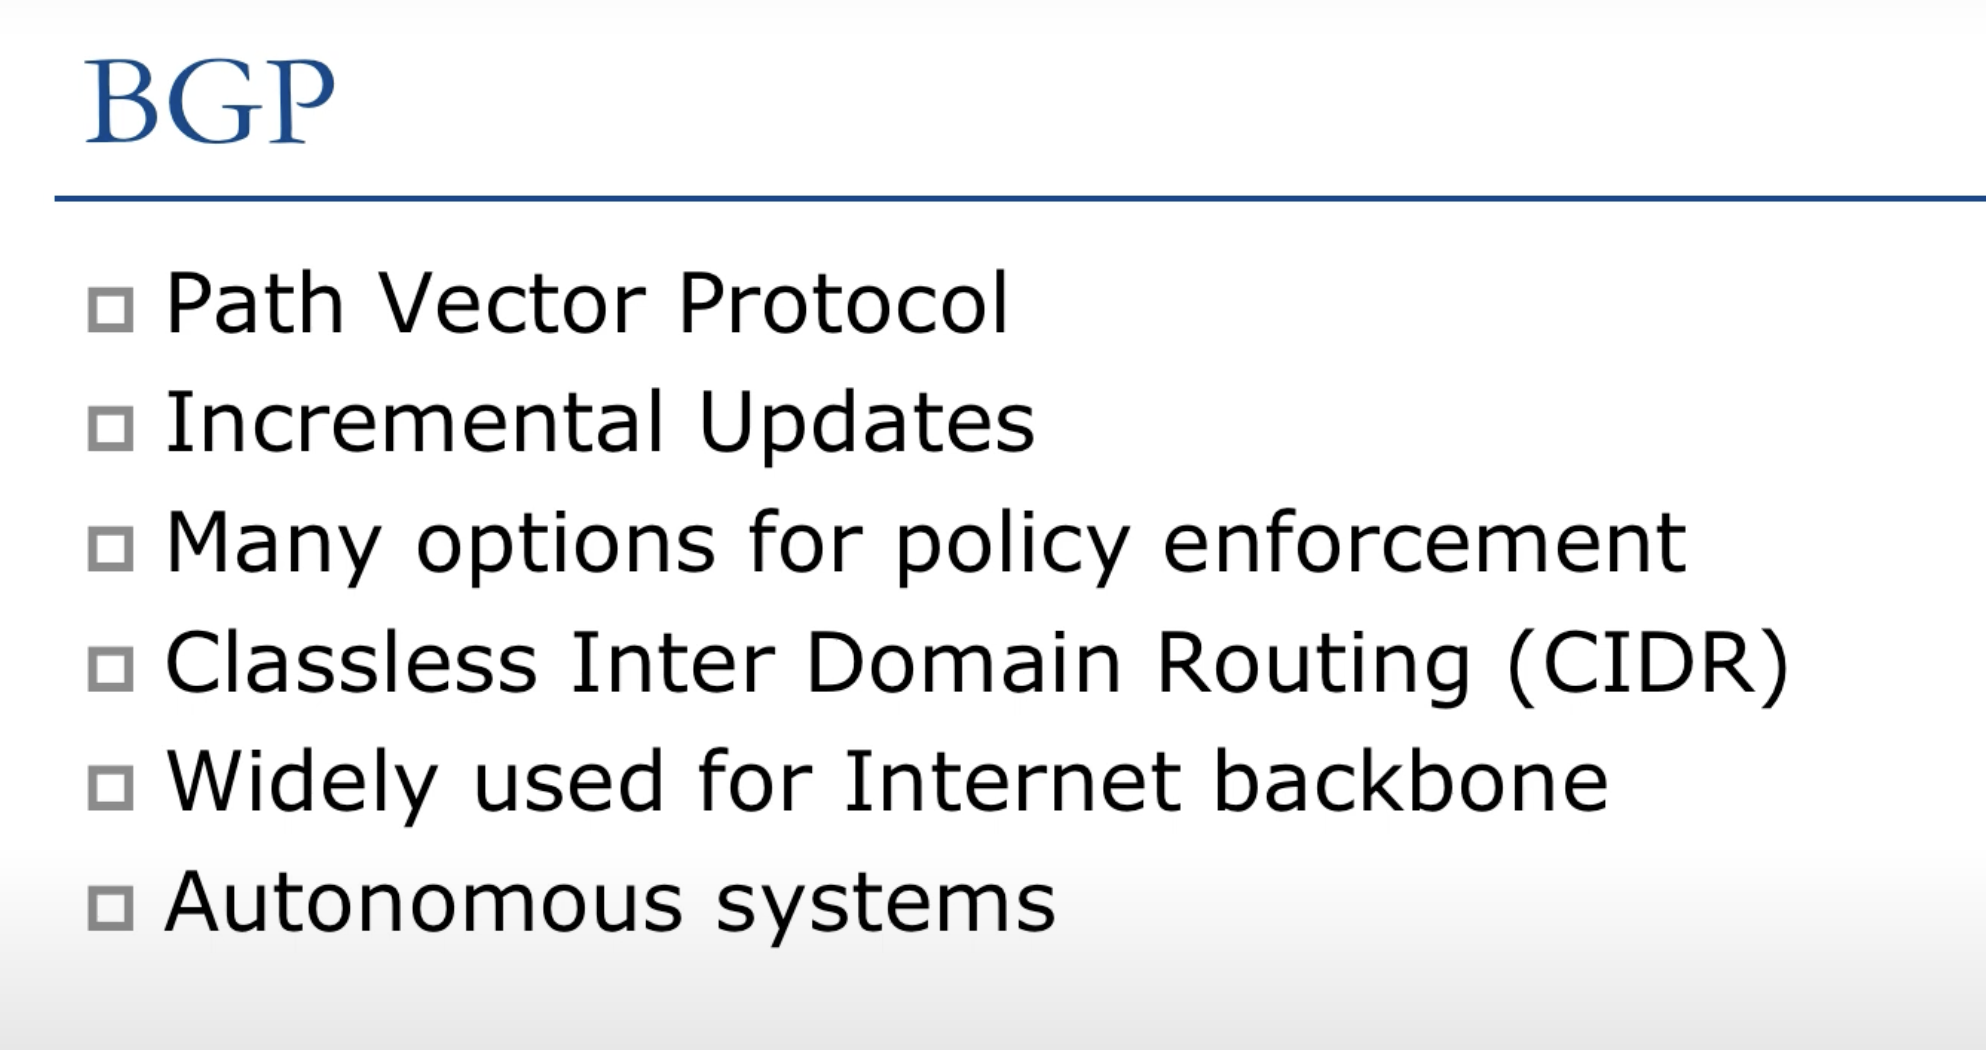 BGP
Path Vector Protocol
Incremental Updates
Many options for policy enforcement
Classless Inter Domain Routing (CIDR)
Widely used for Internet backbone
Autonomous systems